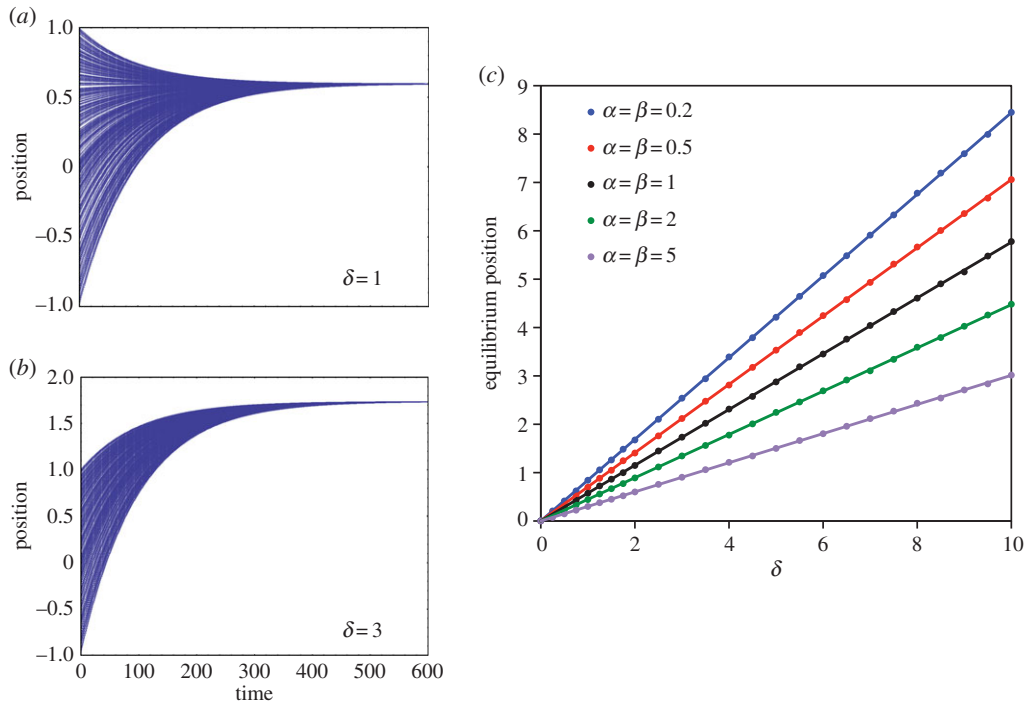 (a)
1.0
0.5
0
–0.5
–1.0
position
δ = 1
(b)
2.0
1.5
1.0
0.5
0
–0.5
–1.0
position
δ = 3
0 100 200 300 400 500 600
time
(c)
9
8
7
6
5
4
3
2
1
0
equilibrium position
α = β = 0.2
α = β = 0.5
α = β = 1
α = β = 2
α = β = 5
0 2 4 6 8 10
δ